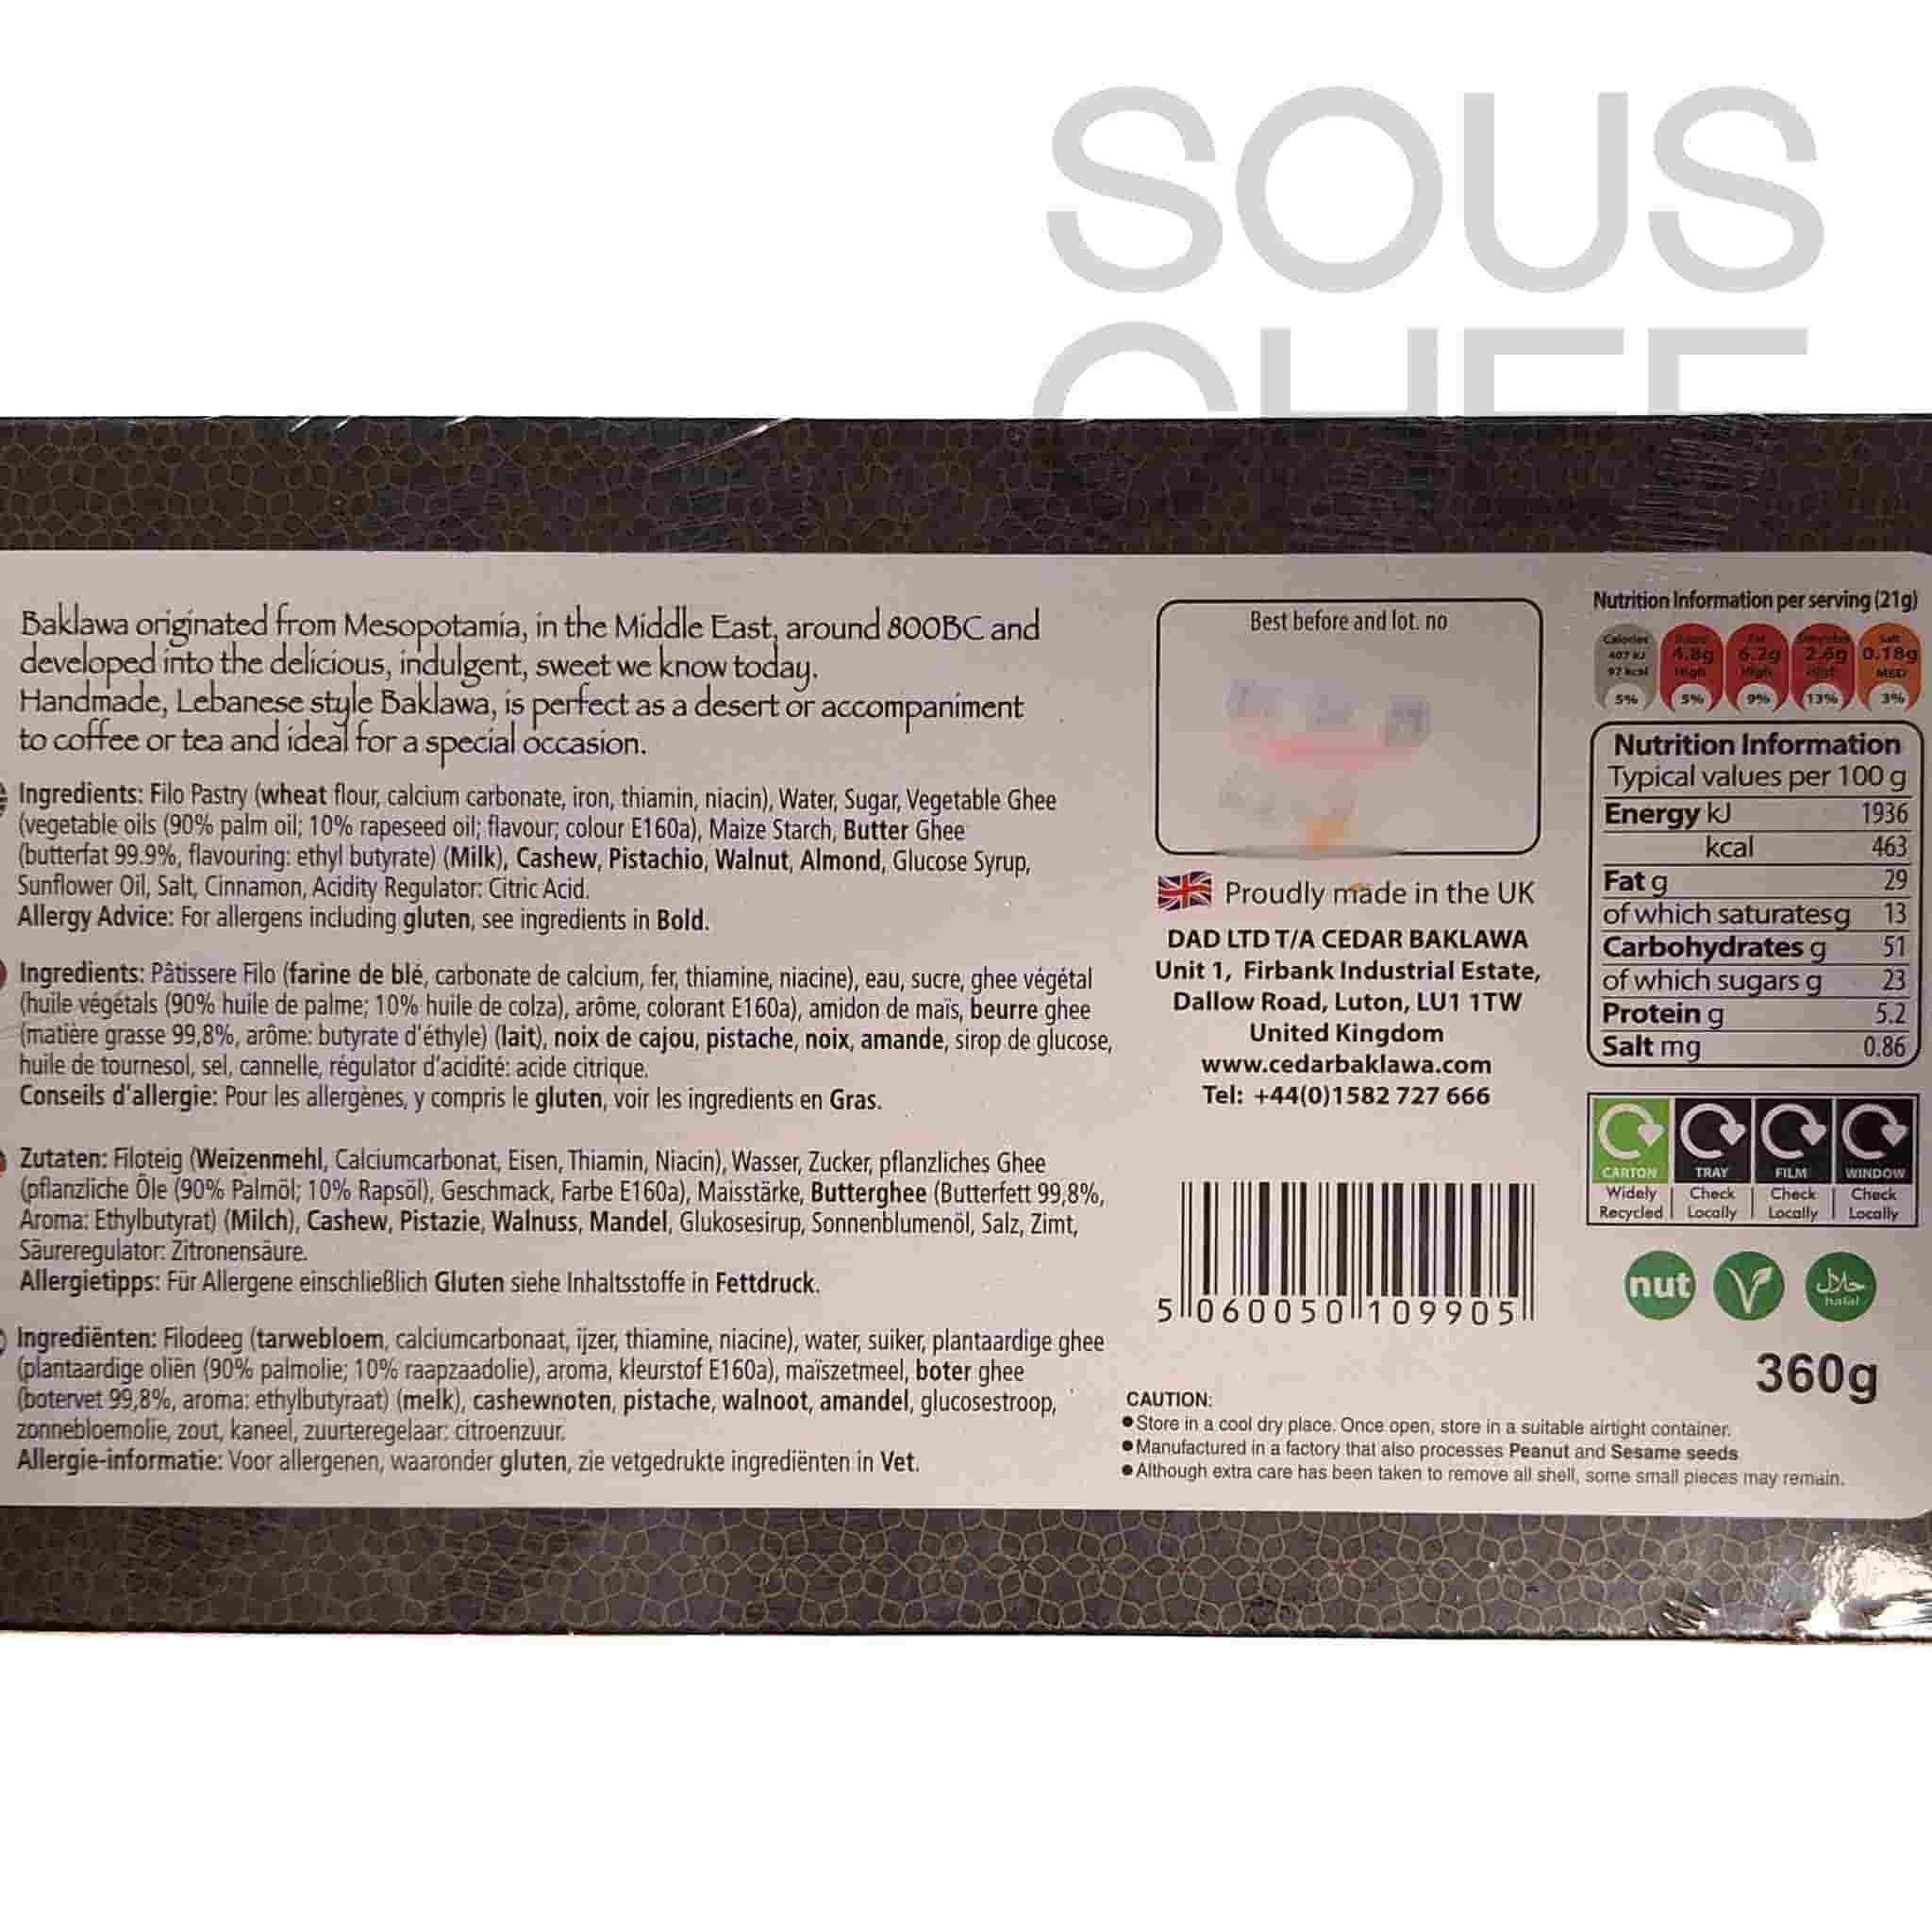 SOUS
Baklawa originated from Mesopotamia, in the Middle East, around 800BC and
developed into the delicious, indulgent, sweet we know today.
Handmade, Lebanese style Baklawa, is perfect as a desert or accompaniment
to coffee or tea and ideal for a special occasion.
Ingredients: Filo Pastry (wheat flour, calcium carbonate, iron, thiamin, niacin), Water, Sugar, Vegetable Ghee
(vegetable oils (90% palm oil; 10% rapeseed oil; flavour; colour E160a), Maize Starch, Butter Ghee
(butterfat 99.9%, flavouring: ethyl butyrate) (Milk), Cashew, Pistachio, Walnut, Almond, Glucose Syrup,
Sunflower Oil, Salt, Cinnamon, Acidity Regulator: Citric Acid.
Allergy Advice: For allergens including gluten, see ingredients in Bold.
Ingredients: Pâtissere Filo (farine de blé, carbonate de calcium, fer, thiamine, niacine), eau, sucre, ghee végétal
(huile végétals (90% huile de palme; 10% huile de colza), arôme, colorant E160a), amidon de maïs, beurre ghee
(matière grasse 99,8%, arôme: butyrate d'éthyle) (lait), noix de cajou, pistache, noix, amande, sirop de glucose,
huile de tournesol, sel, cannelle, régulator d'acidité: acide citrique.
Conseils d'allergie: Pour les allergènes, y compris le gluten, voir les ingredients en Gras.
Zutaten: Filoteig (Weizenmehl, Calciumcarbonat, Eisen, Thiamin, Niacin), Wasser, Zucker, pflanzliches Ghee
(pflanzliche Öle (90% Palmöl; 10% Rapsöl), Geschmack, Farbe E160a), Maisstärke, Butterghee (Butterfett 99,8%,
Aroma: Ethylbutyrat) (Milch), Cashew, Pistazie, Walnuss, Mandel, Glukosesirup, Sonnenblumenöl, Salz, Zimt,
Säureregulator: Zitronensäure.
Allergietipps: Für Allergene einschließlich Gluten siehe Inhaltsstoffe in Fettdruck.
Ingrediënten: Filodeeg (tarwebloem, calciumcarbonaat, ijzer, thiamine, niacine), water, suiker, plantaardige ghee
(plantaardige oliën (90% palmolie; 10% raapzaadolie), aroma, kleurstof E160a), maïszetmeel, boter ghee
(botervet 99,8%, aroma: ethylbutyraat) (melk), cashewnoten, pistache, walnoot, amandel, glucosestroop,
zonnebloemolie, zout, kaneel, zuurteregelaar: citroenzuur.
Allergie-informatie: Voor allergenen, waaronder gluten, zie vetgedrukte ingrediënten in Vet.
Best before and lot. no
Proudly made in the UK
DAD LTD T/A CEDAR BAKLAWA
Unit 1, Firbank Industrial Estate,
Dallow Road, Luton, LU1 1TW
United Kingdom
www.cedarbaklawa.com
Tel: +44(0)1582 727 666
5 060050 109905
CAUTION:
●Store in a cool dry place. Once open, store in a suitable airtight container.
●Manufactured in a factory that also processes Peanut and Sesame seeds
●Although extra care has been taken to remove all shell, some small pieces may remain.
Nutrition Information per serving (21g)
Calories Fat Salt
407 kJ 4.8g 6.2g 2.6g 0.18g
97 kcal High High MED
5% 5% 9% 13% 3%
Nutrition Information
Typical values per 100 g
Energy kJ 1936
kcal 463
Fat g 29
of which saturates g 13
Carbohydrates g 51
of which sugars g 23
Protein g 5.2
Salt mg 0.86
CARTON TRAY FILM WINDOW
Widely Check Check Check
Recycled Locally Locally Locally
nut V حلال
halal
360g